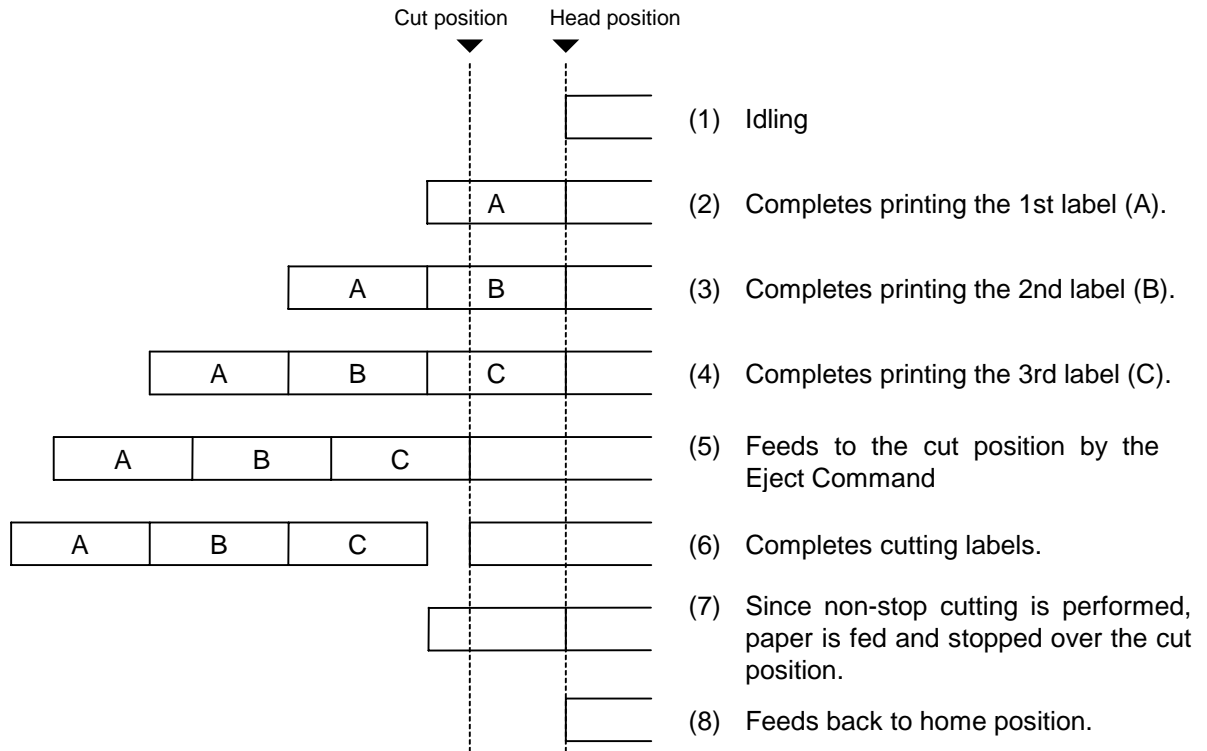 Cut position Head position
(1) Idling
A (2) Completes printing the 1st label (A).
A B (3) Completes printing the 2nd label (B).
A B C (4) Completes printing the 3rd label (C).
A B C (5) Feeds to the cut position by the
Eject Command
A B C (6) Completes cutting labels.
(7) Since non-stop cutting is performed,
paper is fed and stopped over the cut
position.
(8) Feeds back to home position.